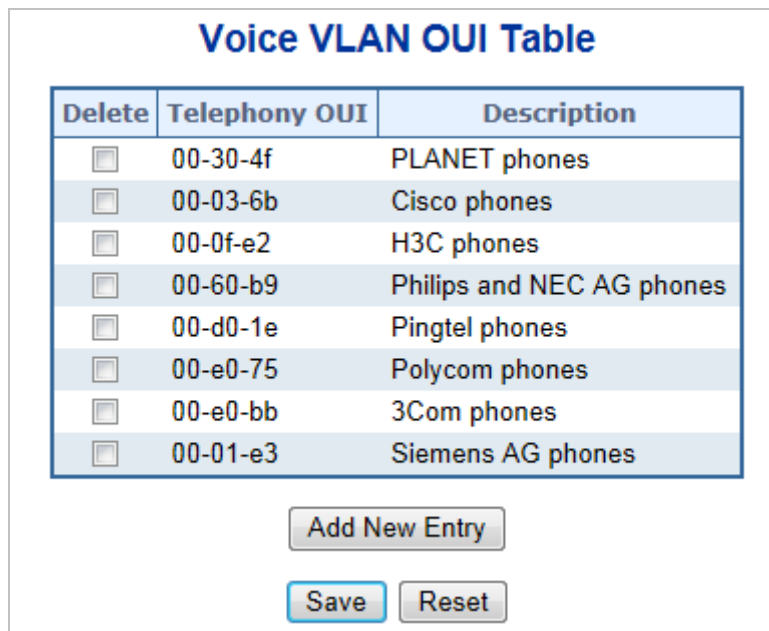 Voice VLAN OUI Table
Delete Telephony OUI Description
00-30-4f PLANET phones
00-03-6b Cisco phones
00-0f-e2 H3C phones
00-60-b9 Philips and NEC AG phones
00-d0-1e Pingtel phones
00-e0-75 Polycom phones
00-e0-bb 3Com phones
00-01-e3 Siemens AG phones
Add New Entry
Save Reset